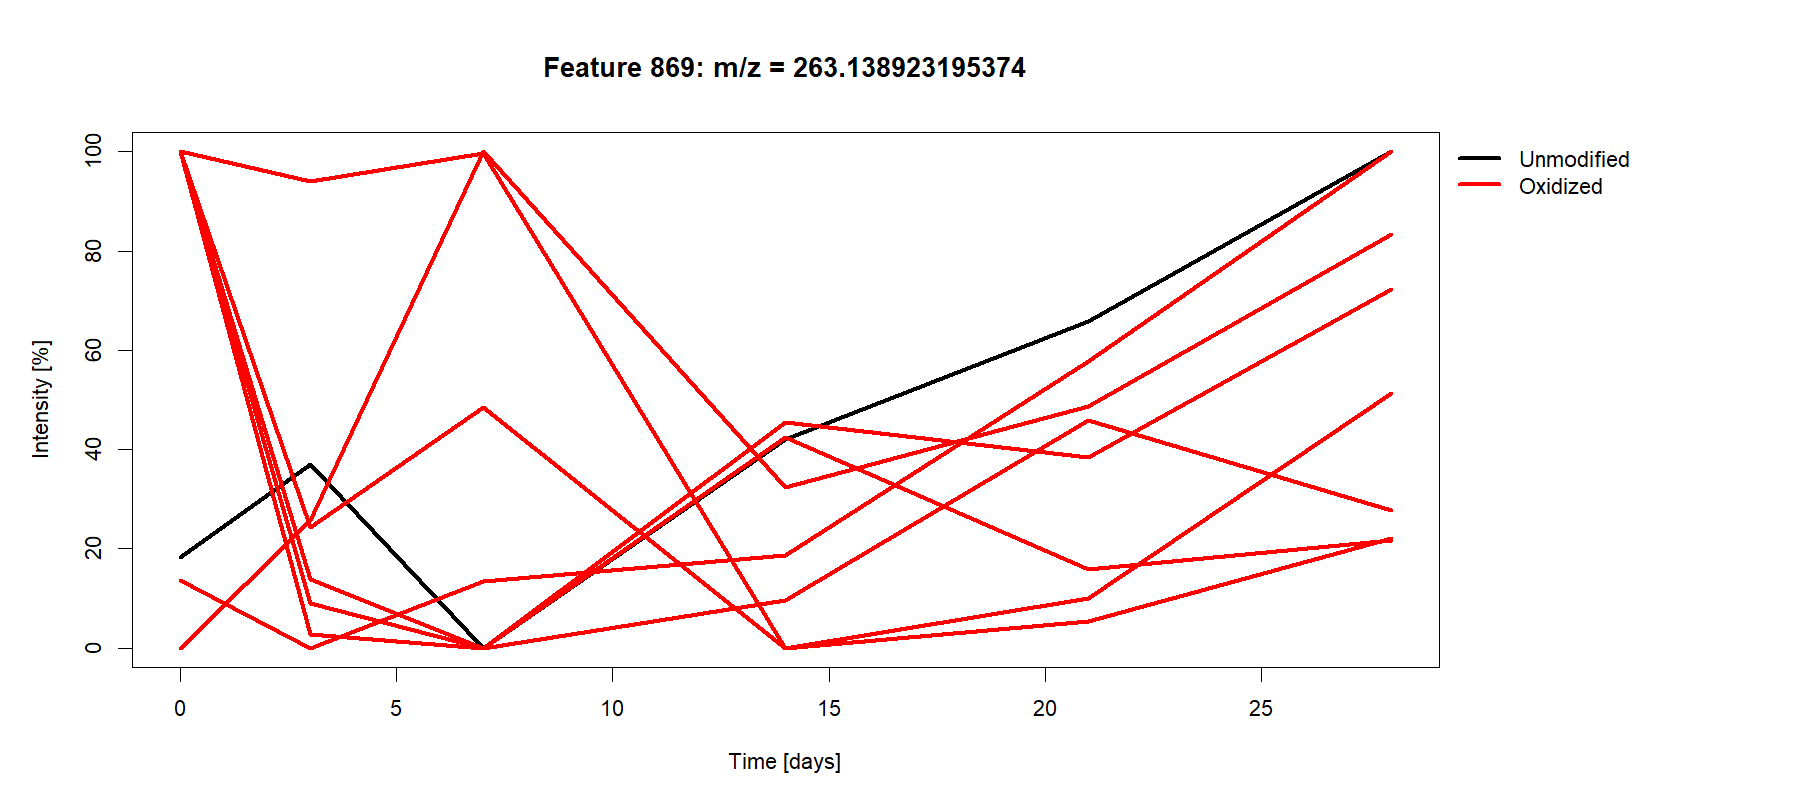 Feature 869: m/z = 263.138923195374
Unmodified
Oxidized
Intensity [%]
100
80
60
40
20
0
0 5 10 15 20 25
Time [days]